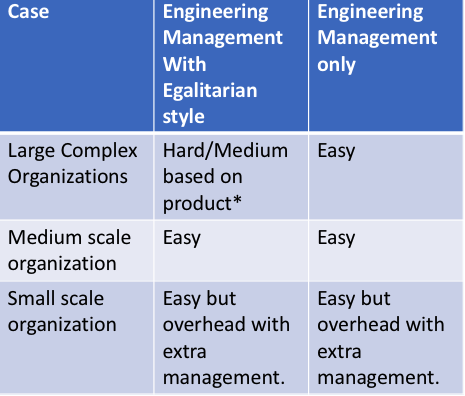 Case
Engineering
Management
With
Egalitarian
style
Engineering
Management
only
Large Complex
Organizations
Hard/Medium
based on
product*
Easy
Medium scale
organization
Easy
Easy
Small scale
organization
Easy but
overhead with
extra
management.
Easy but
overhead with
extra
management.